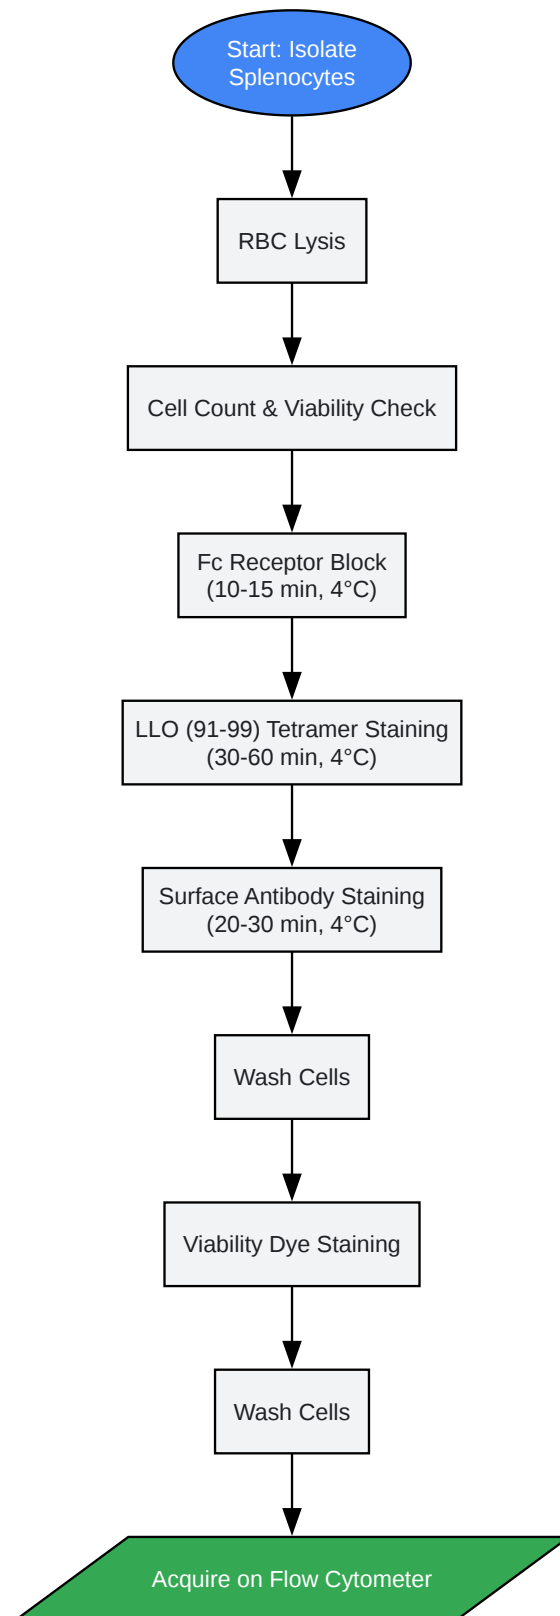 Start: Isolate
Splenocytes
RBC Lysis
Cell Count & Viability Check
Fc Receptor Block
(10-15 min, 4°C)
LLO (91-99) Tetramer Staining
(30-60 min, 4°C)
Surface Antibody Staining
(20-30 min, 4°C)
Wash Cells
Viability Dye Staining
Wash Cells
Acquire on Flow Cytometer